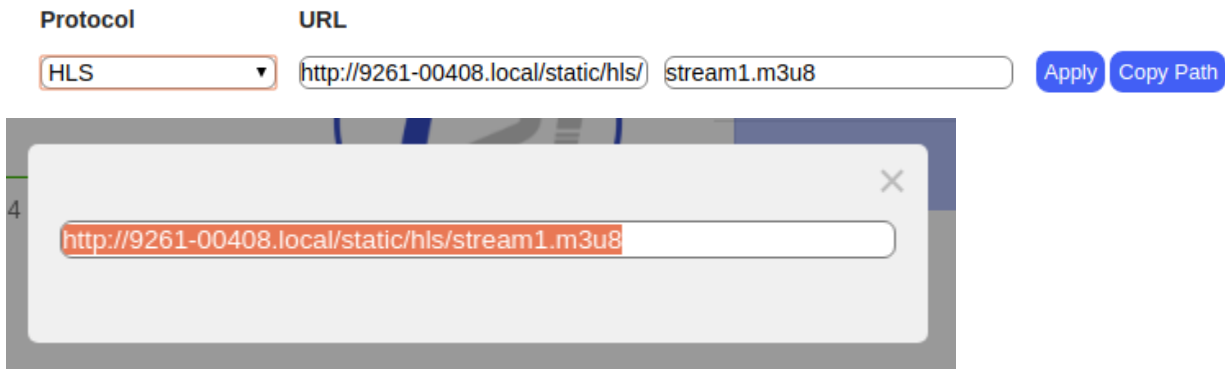 Protocol URL
HLS http://9261-00408.local/static/hls/ stream1.m3u8 Apply Copy Path
4
http://9261-00408.local/static/hls/stream1.m3u8